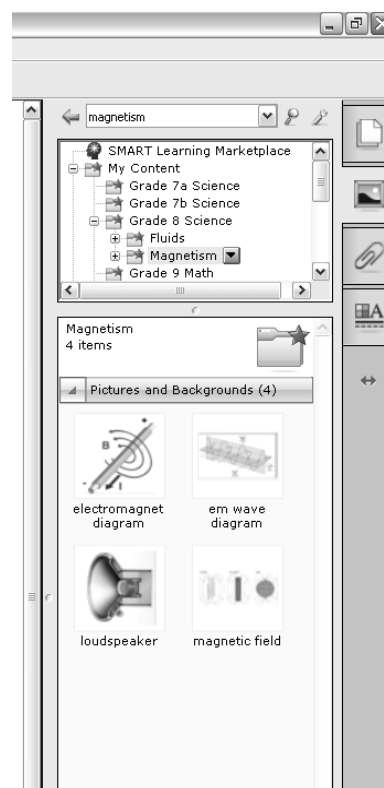 magnetism
SMART Learning Marketplace
My Content
Grade 7a Science
Grade 7b Science
Grade 8 Science
Fluids
Magnetism
Grade 9 Math
Magnetism
4 items
Pictures and Backgrounds (4)
B
I
electromagnet
diagram
em wave
diagram
loudspeaker
magnetic field
A